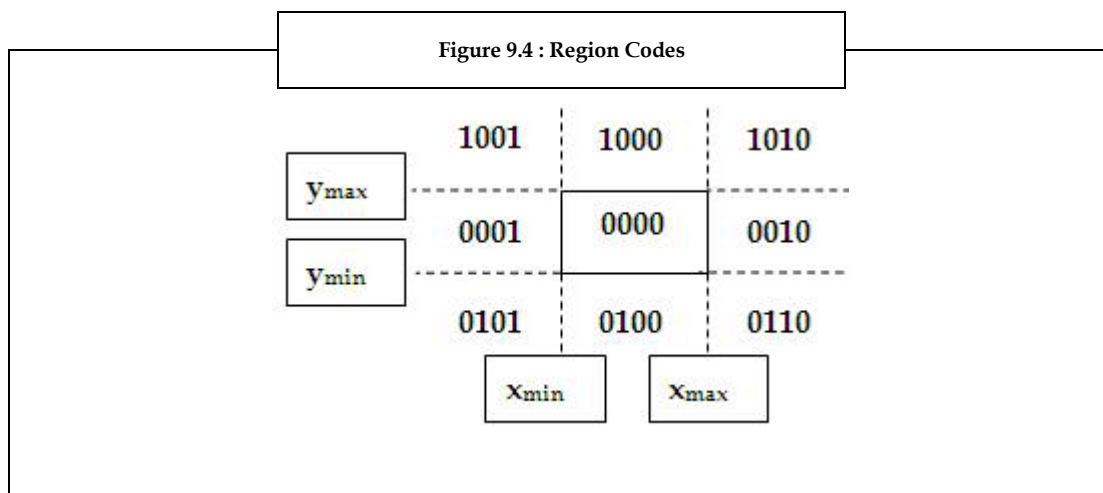 Figure 9.4 : Region Codes
1001 1000 1010
ymax
0001 0000 0010
ymin
0101 0100 0110
xmin xmax